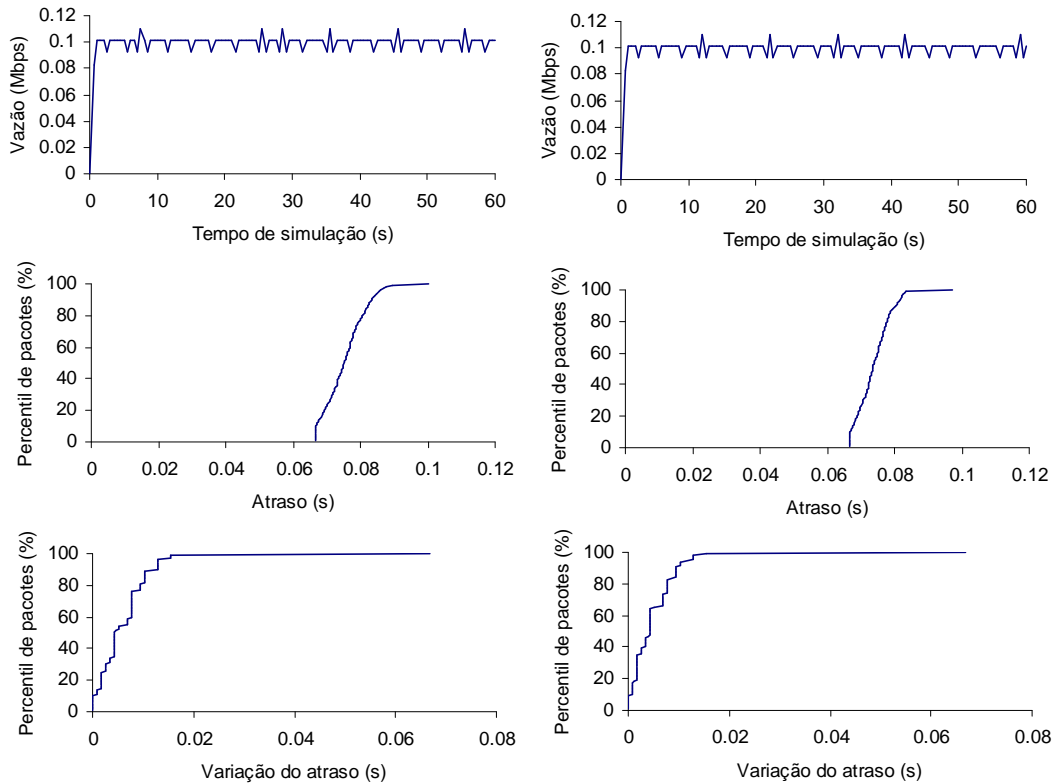 Vazão (Mbps)
0.12
0.1
0.08
0.06
0.04
0.02
0
0 10 20 30 40 50 60
Tempo de simulação (s)
Vazão (Mbps)
0.12
0.1
0.08
0.06
0.04
0.02
0
0 10 20 30 40 50 60
Tempo de simulação (s)
Percentil de pacotes (%)
100
80
60
40
20
0
0 0.02 0.04 0.06 0.08 0.1 0.12
Atraso (s)
Percentil de pacotes (%)
100
80
60
40
20
0
0 0.02 0.04 0.06 0.08 0.1 0.12
Atraso (s)
Percentil de pacotes (%)
100
80
60
40
20
0
0 0.02 0.04 0.06 0.08
Variação do atraso (s)
Percentil de pacotes (%)
100
80
60
40
20
0
0 0.02 0.04 0.06 0.08
Variação do atraso (s)